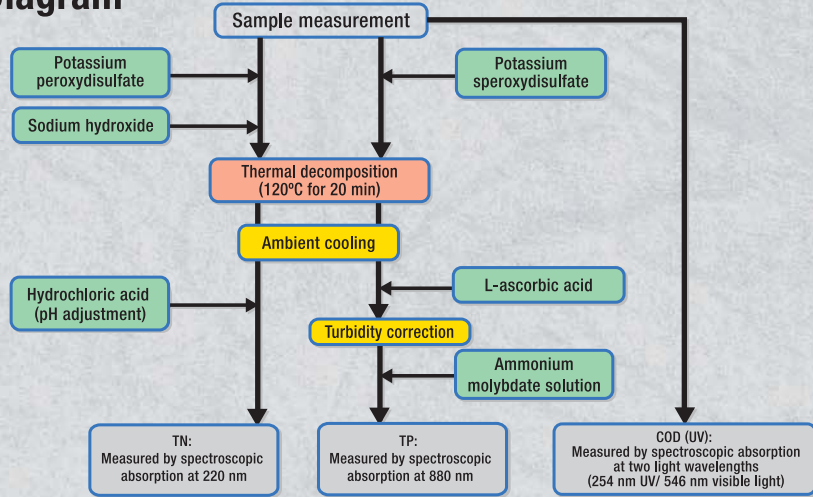 Diagram
Sample measurement
Potassium
peroxydisulfate
Potassium
speroxydisulfate
Sodium hydroxide
Thermal decomposition
(120ºC for 20 min)
Ambient cooling
Hydrochloric acid
(pH adjustment)
L-ascorbic acid
Turbidity correction
Ammonium
molybdate solution
TN:
Measured by spectroscopic
absorption at 220 nm
TP:
Measured by spectroscopic
absorption at 880 nm
COD (UV):
Measured by spectroscopic absorption
at two light wavelengths
(254 nm UV/ 546 nm visible light)